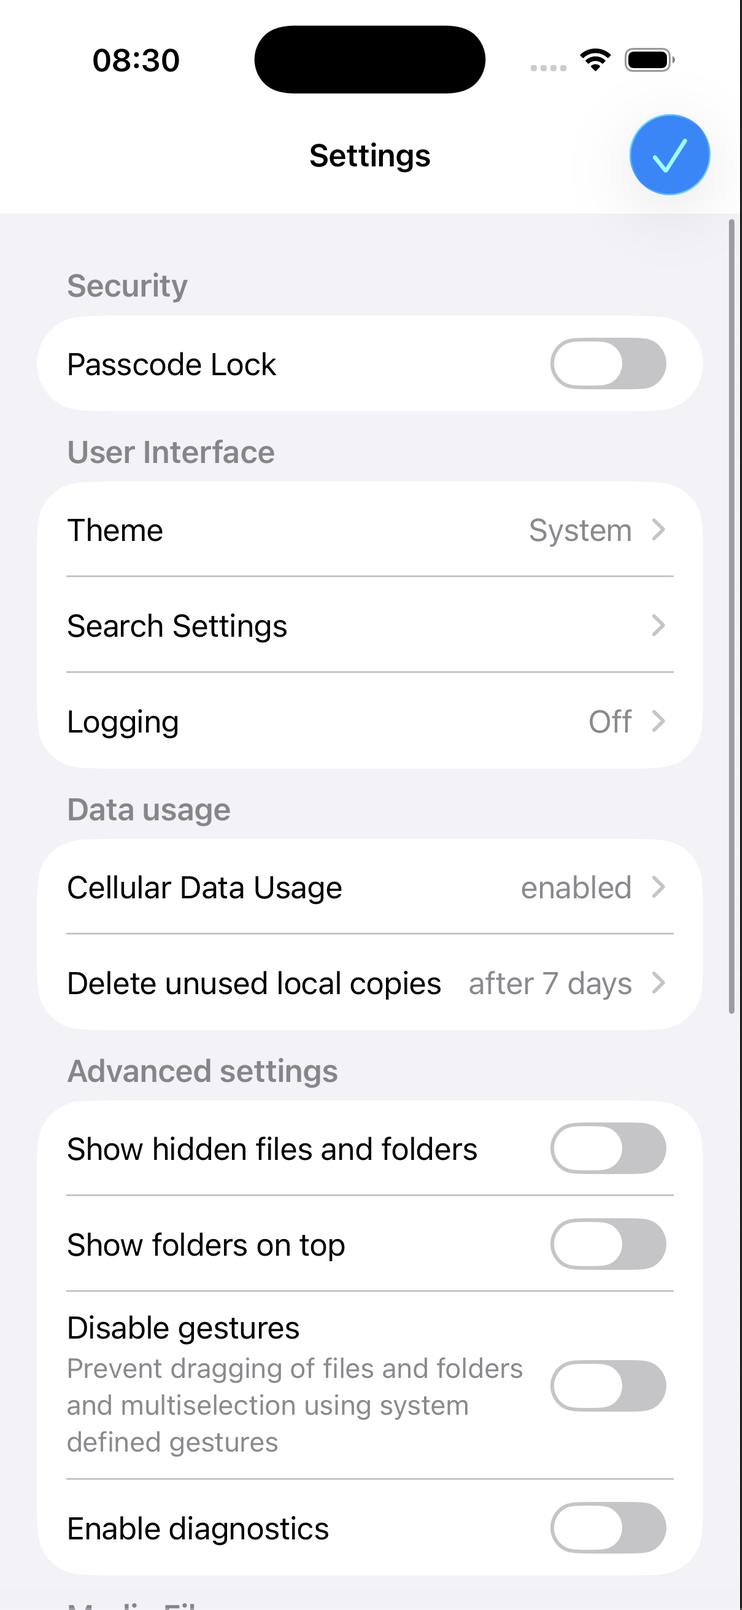 08:30
Settings
Security
Passcode Lock
User Interface
Theme System
Search Settings
Logging Off
Data usage
Cellular Data Usage enabled
Delete unused local copies after 7 days
Advanced settings
Show hidden files and folders
Show folders on top
Disable gestures
Prevent dragging of files and folders
and multiselection using system
defined gestures
Enable diagnostics